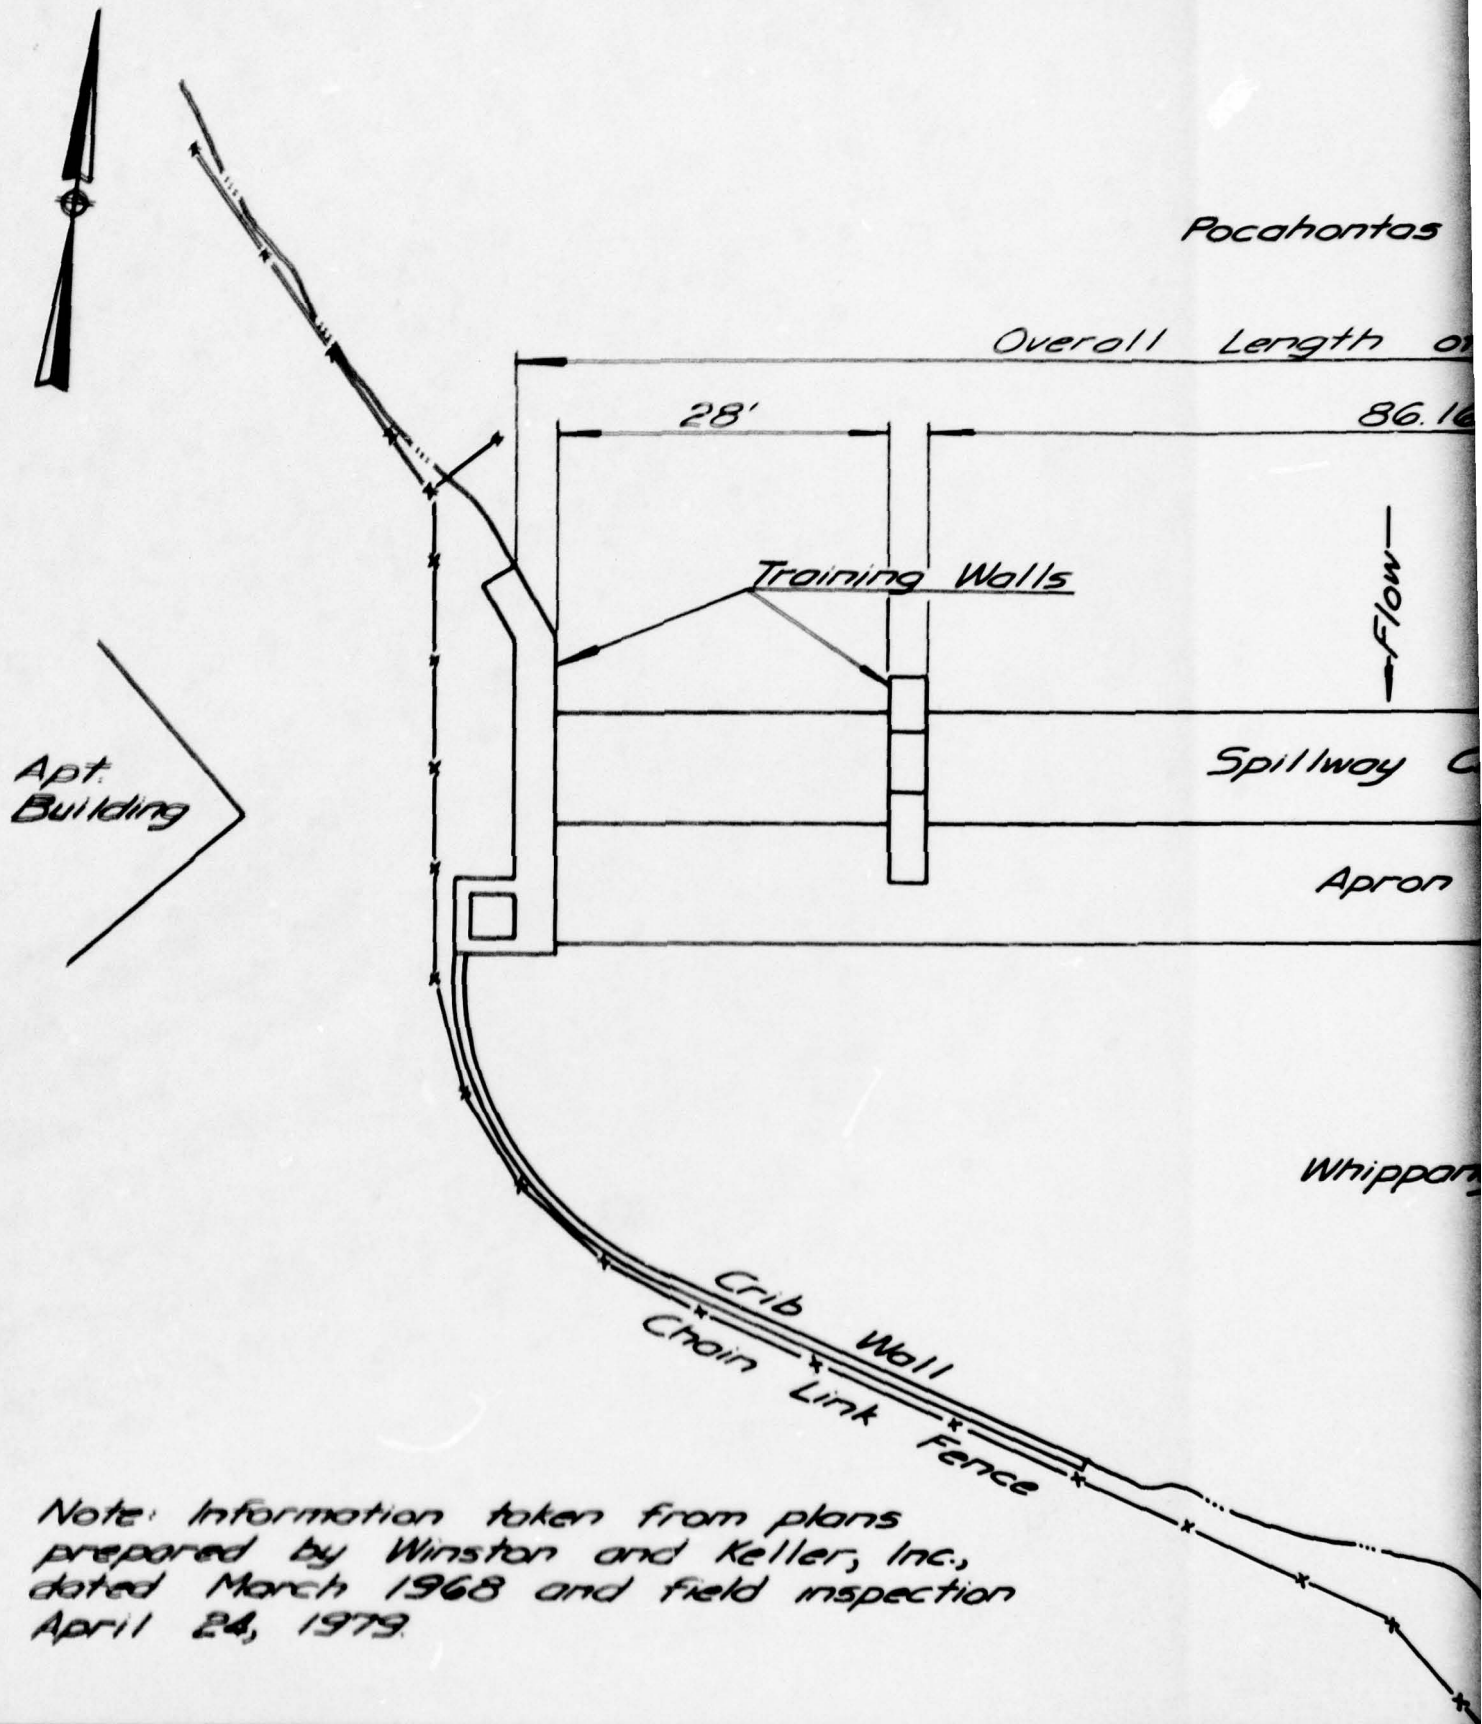 Pocahontas
Overall Length of
28'
86.16
Training Walls
Flow
Apt.
Building
Spillway C
Apron
Whippany
Crib Wall
Chain Link Fence
Note: Information taken from plans
prepared by Winston and Keller, Inc.,
dated March 1968 and field inspection
April 24, 1979.